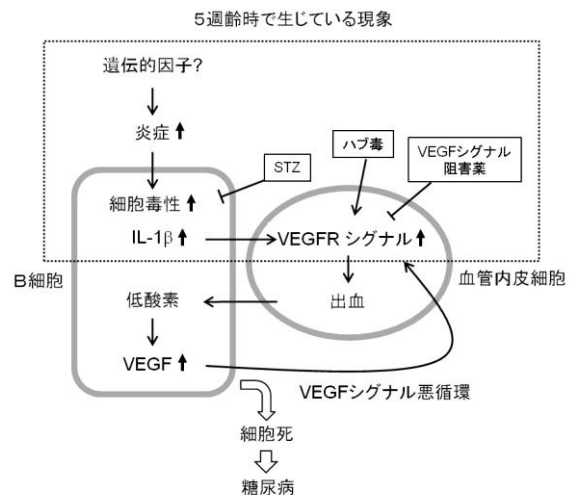 5週齢時で生じている現象
遺伝的因子?
炎症
ハブ毒
VEGFシグナル
阻害薬
STZ
細胞毒性
IL-1β
VEGFR シグナル
B細胞
血管内皮細胞
低酸素
出血
VEGF
VEGFシグナル悪循環
細胞死
糖尿病